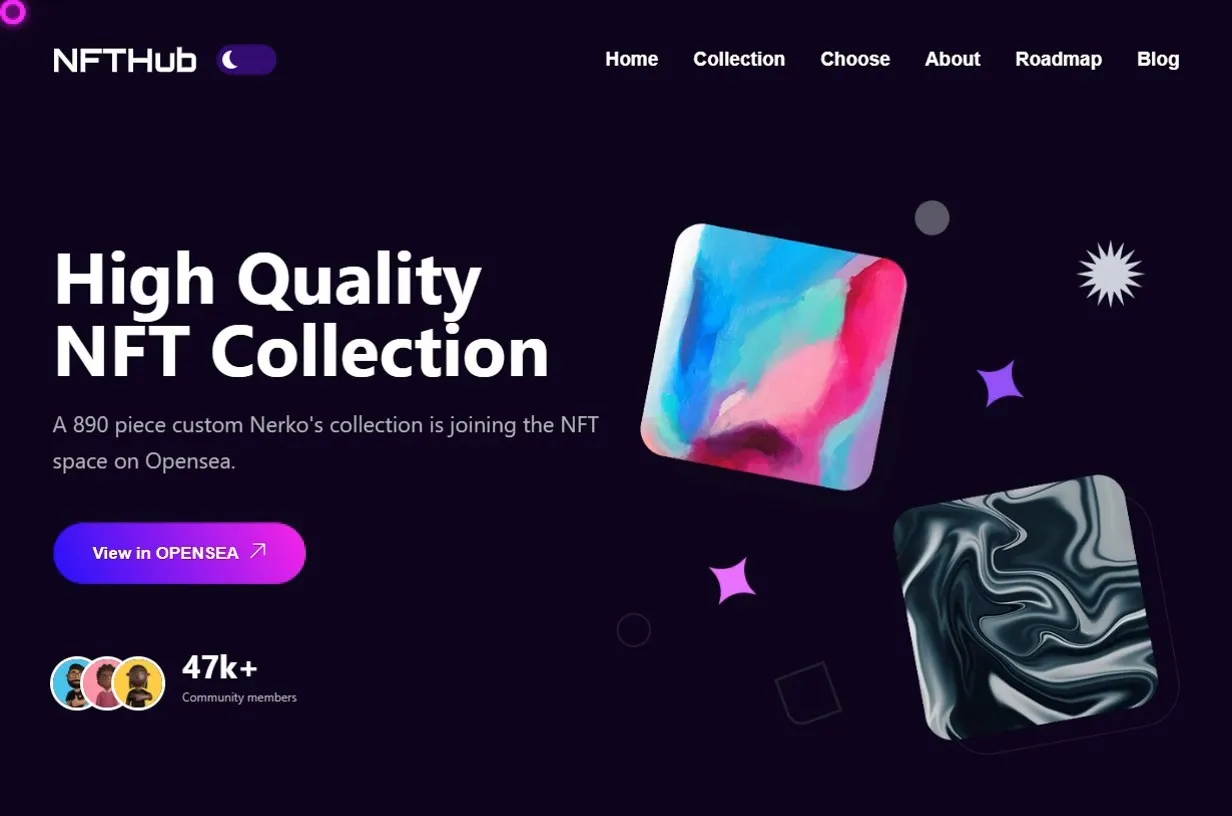 NFTHub
Home Collection Choose About Roadmap Blog
High Quality
NFT Collection
A 890 piece custom Nerko's collection is joining the NFT
space on Opensea.
View in OPENSEA
47k+
Community members